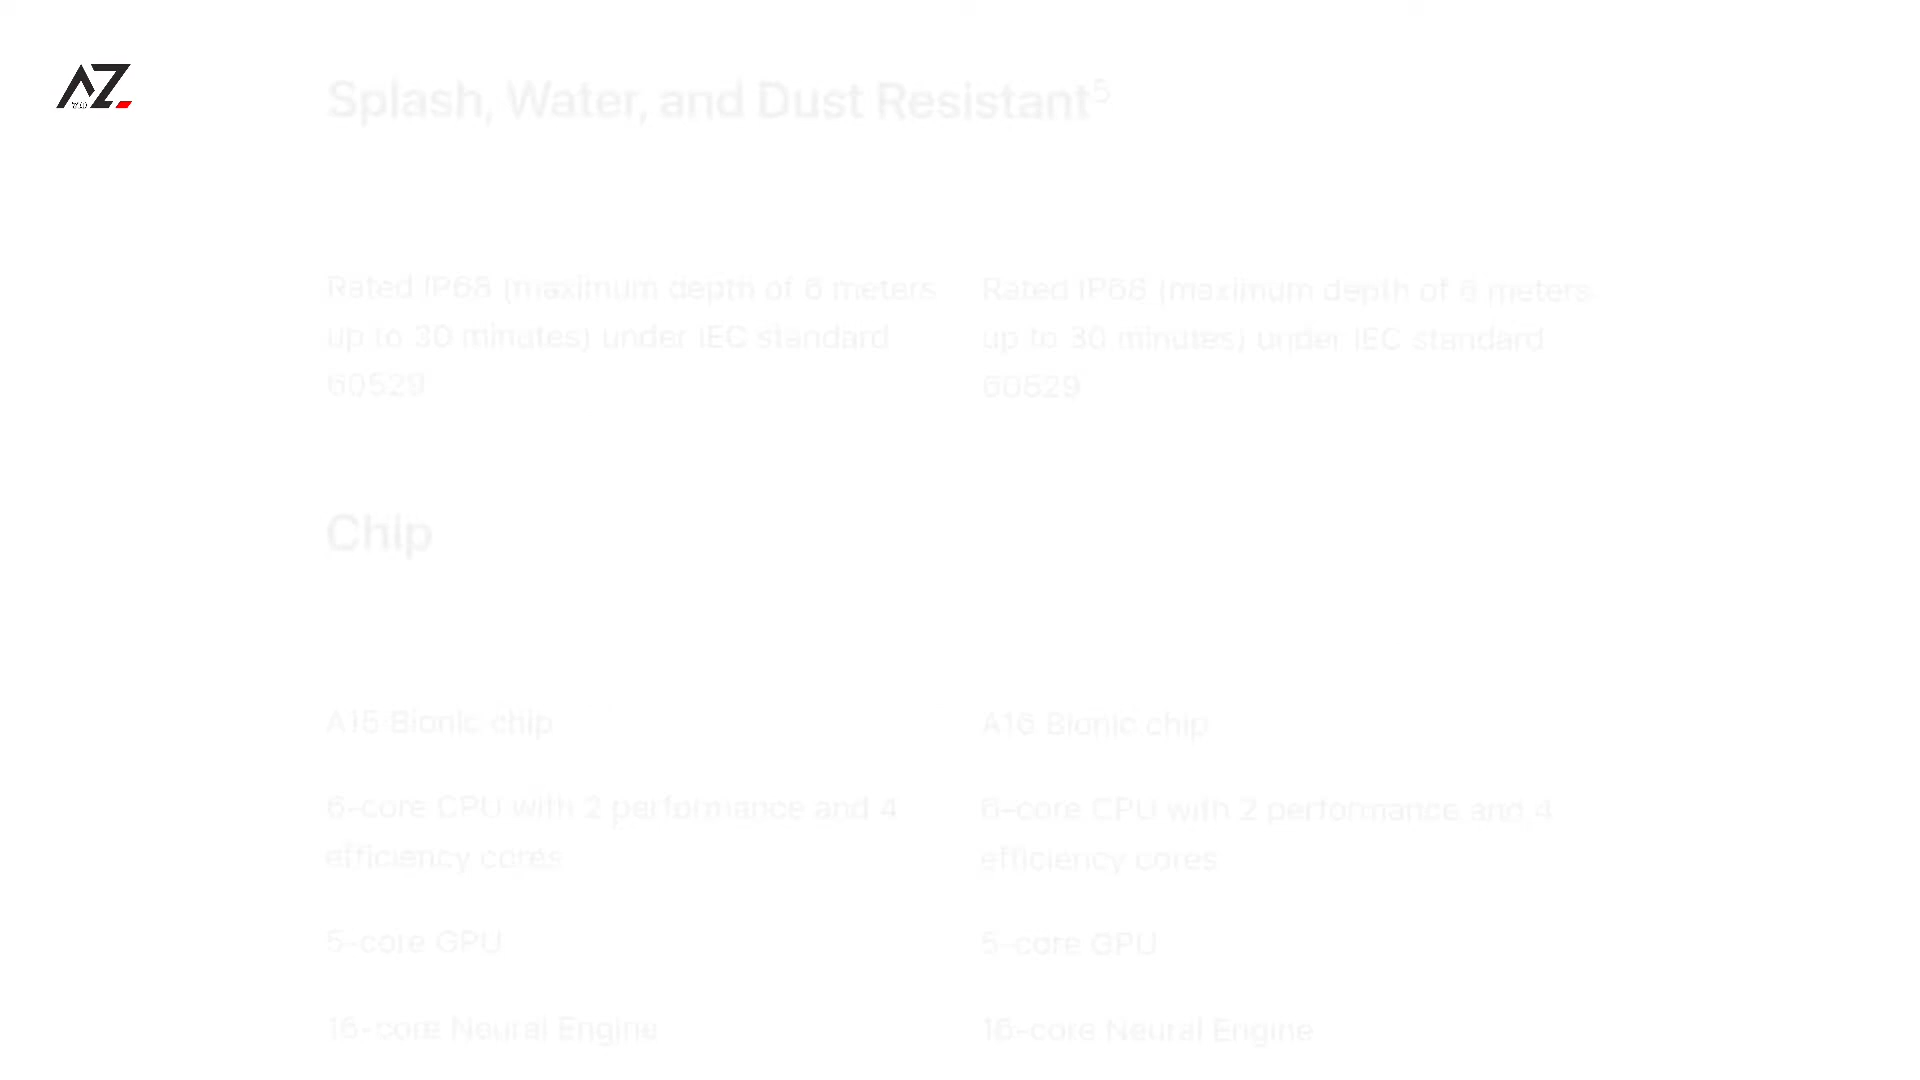 AZ.
Splash, Water, and Dust Resistant⁵
Rated IP68 (maximum depth of 6 meters
up to 30 minutes) under IEC standard
60529
Rated IP68 (maximum depth of 6 meters
up to 30 minutes) under IEC standard
60529
Chip
A15 Bionic chip
6-core CPU with 2 performance and 4
efficiency cores
5-core GPU
16-core Neural Engine
A16 Bionic chip
6-core CPU with 2 performance and 4
efficiency cores
5-core GPU
16-core Neural Engine